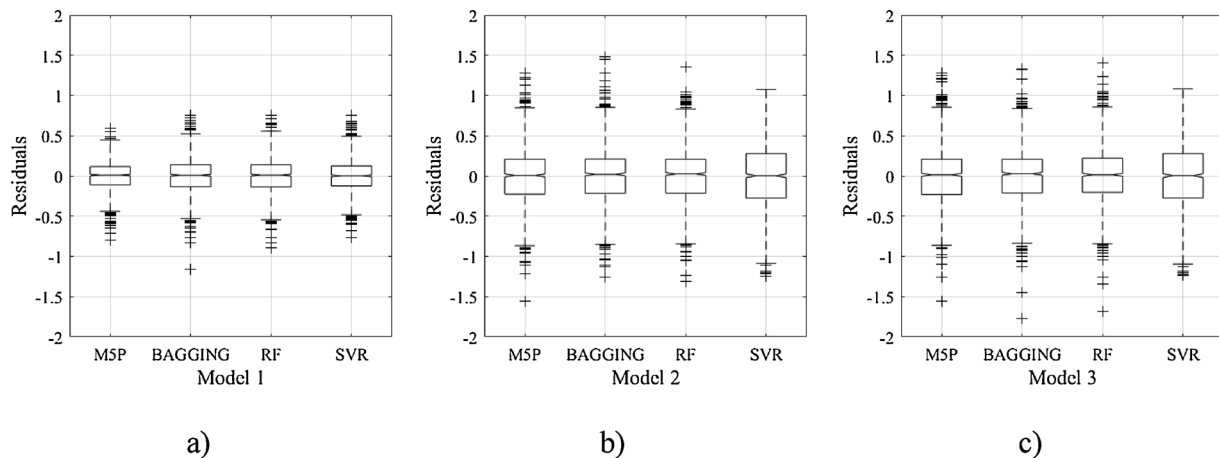 2
1.5
1
0.5
0
-0.5
-1
-1.5
-2
Residuals
M5P BAGGING RF SVR
Model 1
a)
2
1.5
1
0.5
0
-0.5
-1
-1.5
-2
Residuals
M5P BAGGING RF SVR
Model 2
b)
2
1.5
1
0.5
0
-0.5
-1
-1.5
-2
Residuals
M5P BAGGING RF SVR
Model 3
c)